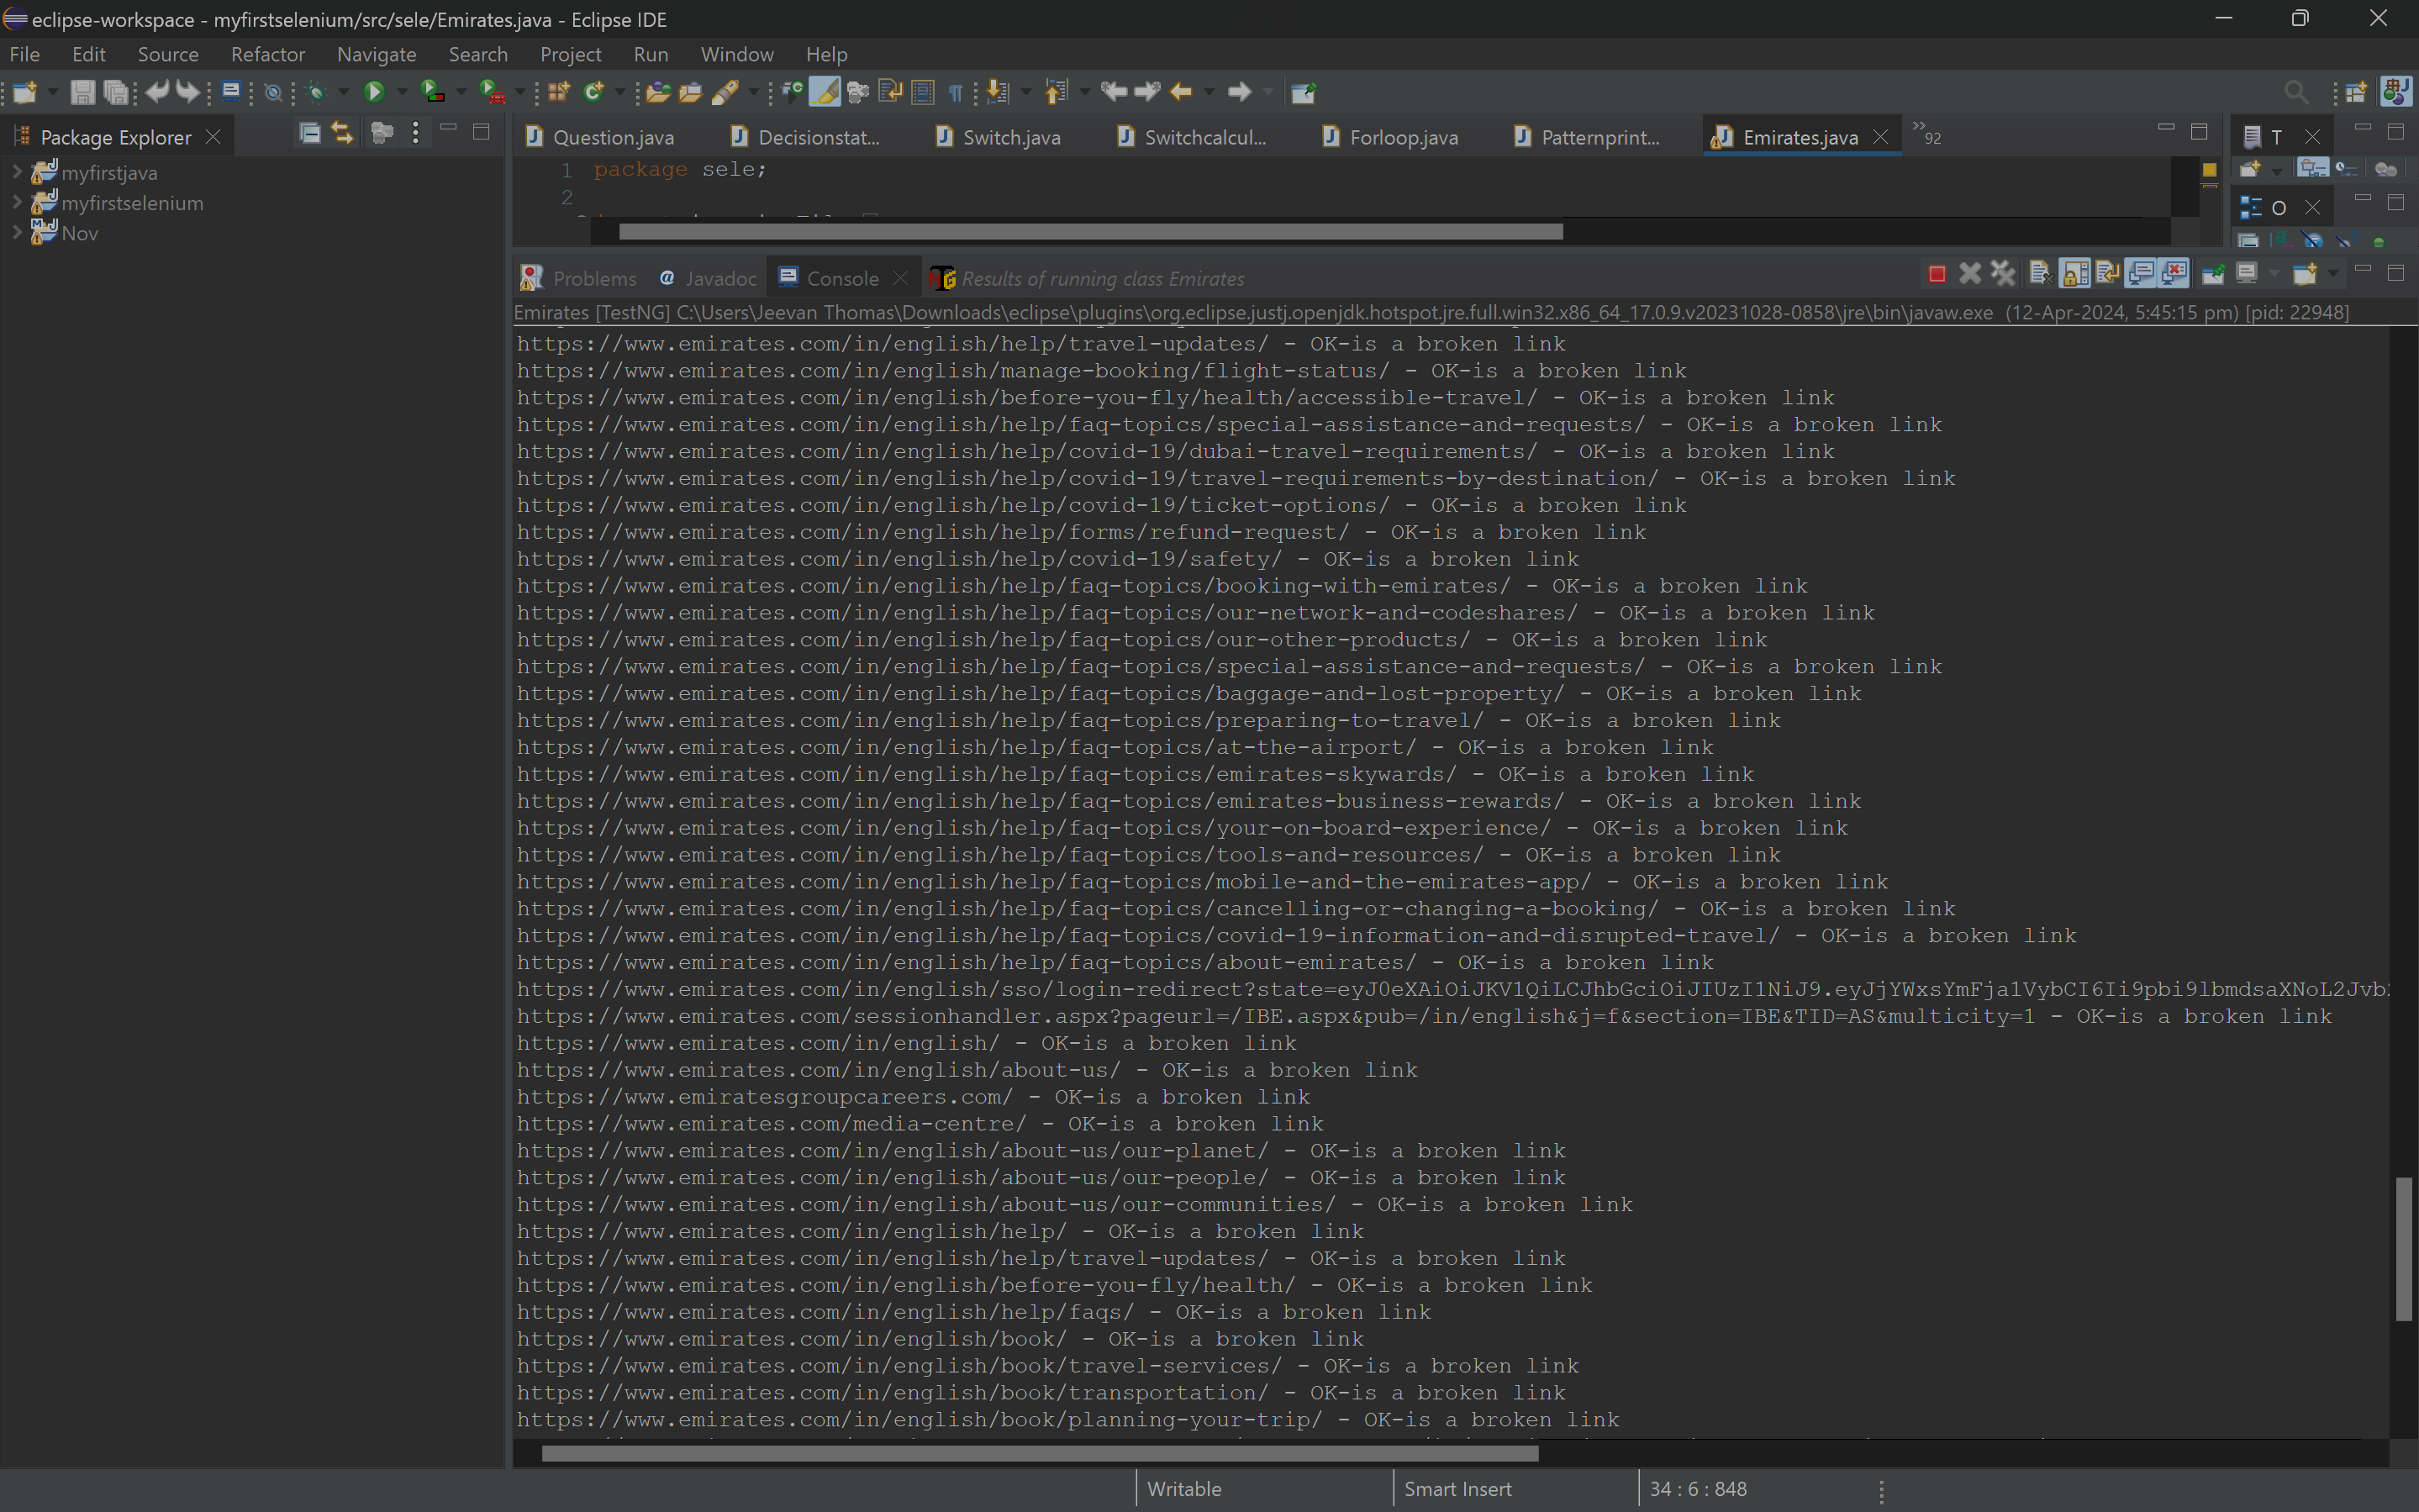 eclipse-workspace - myfirstselenium/src/sele/Emirates.java - Eclipse IDE
File Edit Source Refactor Navigate Search Project Run Window Help
Package Explorer
myfirstjava
myfirstselenium
Nov
Question.java Decisionstat... Switch.java Switchcalcul... Forloop.java Patternprint... Emirates.java »92
T
O
1 package sele;
2
Problems Javadoc Console Results of running class Emirates
Emirates [TestNG] C:\Users\Jeevan Thomas\Downloads\eclipse\plugins\org.eclipse.justj.openjdk.hotspot.jre.full.win32.x86_64_17.0.9.v20231028-0858\jre\bin\javaw.exe (12-Apr-2024, 5:45:15 pm) [pid: 22948]
https://www.emirates.com/in/english/help/travel-updates/ - OK-is a broken link
https://www.emirates.com/in/english/manage-booking/flight-status/ - OK-is a broken link
https://www.emirates.com/in/english/before-you-fly/health/accessible-travel/ - OK-is a broken link
https://www.emirates.com/in/english/help/faq-topics/special-assistance-and-requests/ - OK-is a broken link
https://www.emirates.com/in/english/help/covid-19/dubai-travel-requirements/ - OK-is a broken link
https://www.emirates.com/in/english/help/covid-19/travel-requirements-by-destination/ - OK-is a broken link
https://www.emirates.com/in/english/help/covid-19/ticket-options/ - OK-is a broken link
https://www.emirates.com/in/english/help/forms/refund-request/ - OK-is a broken link
https://www.emirates.com/in/english/help/covid-19/safety/ - OK-is a broken link
https://www.emirates.com/in/english/help/faq-topics/booking-with-emirates/ - OK-is a broken link
https://www.emirates.com/in/english/help/faq-topics/our-network-and-codeshares/ - OK-is a broken link
https://www.emirates.com/in/english/help/faq-topics/our-other-products/ - OK-is a broken link
https://www.emirates.com/in/english/help/faq-topics/special-assistance-and-requests/ - OK-is a broken link
https://www.emirates.com/in/english/help/faq-topics/baggage-and-lost-property/ - OK-is a broken link
https://www.emirates.com/in/english/help/faq-topics/preparing-to-travel/ - OK-is a broken link
https://www.emirates.com/in/english/help/faq-topics/at-the-airport/ - OK-is a broken link
https://www.emirates.com/in/english/help/faq-topics/emirates-skywards/ - OK-is a broken link
https://www.emirates.com/in/english/help/faq-topics/emirates-business-rewards/ - OK-is a broken link
https://www.emirates.com/in/english/help/faq-topics/your-on-board-experience/ - OK-is a broken link
https://www.emirates.com/in/english/help/faq-topics/tools-and-resources/ - OK-is a broken link
https://www.emirates.com/in/english/help/faq-topics/mobile-and-the-emirates-app/ - OK-is a broken link
https://www.emirates.com/in/english/help/faq-topics/cancelling-or-changing-a-booking/ - OK-is a broken link
https://www.emirates.com/in/english/help/faq-topics/covid-19-information-and-disrupted-travel/ - OK-is a broken link
https://www.emirates.com/in/english/help/faq-topics/about-emirates/ - OK-is a broken link
https://www.emirates.com/in/english/sso/login-redirect?state=eyJ0eXAiOiJKV1QiLCJhbGciOiJIUzI1NiJ9.eyJjYWxsYmFja1VybCI6Ii9pbi9lbmdsaXNoL2Jvb
https://www.emirates.com/sessionhandler.aspx?pageurl=/IBE.aspx&pub=/in/english&j=f&section=IBE&TID=AS&multicity=1 - OK-is a broken link
https://www.emirates.com/in/english/ - OK-is a broken link
https://www.emirates.com/in/english/about-us/ - OK-is a broken link
https://www.emiratesgroupcareers.com/ - OK-is a broken link
https://www.emirates.com/media-centre/ - OK-is a broken link
https://www.emirates.com/in/english/about-us/our-planet/ - OK-is a broken link
https://www.emirates.com/in/english/about-us/our-people/ - OK-is a broken link
https://www.emirates.com/in/english/about-us/our-communities/ - OK-is a broken link
https://www.emirates.com/in/english/help/ - OK-is a broken link
https://www.emirates.com/in/english/help/travel-updates/ - OK-is a broken link
https://www.emirates.com/in/english/before-you-fly/health/ - OK-is a broken link
https://www.emirates.com/in/english/help/faqs/ - OK-is a broken link
https://www.emirates.com/in/english/book/ - OK-is a broken link
https://www.emirates.com/in/english/book/travel-services/ - OK-is a broken link
https://www.emirates.com/in/english/book/transportation/ - OK-is a broken link
https://www.emirates.com/in/english/book/planning-your-trip/ - OK-is a broken link
Writable Smart Insert 34 : 6 : 848